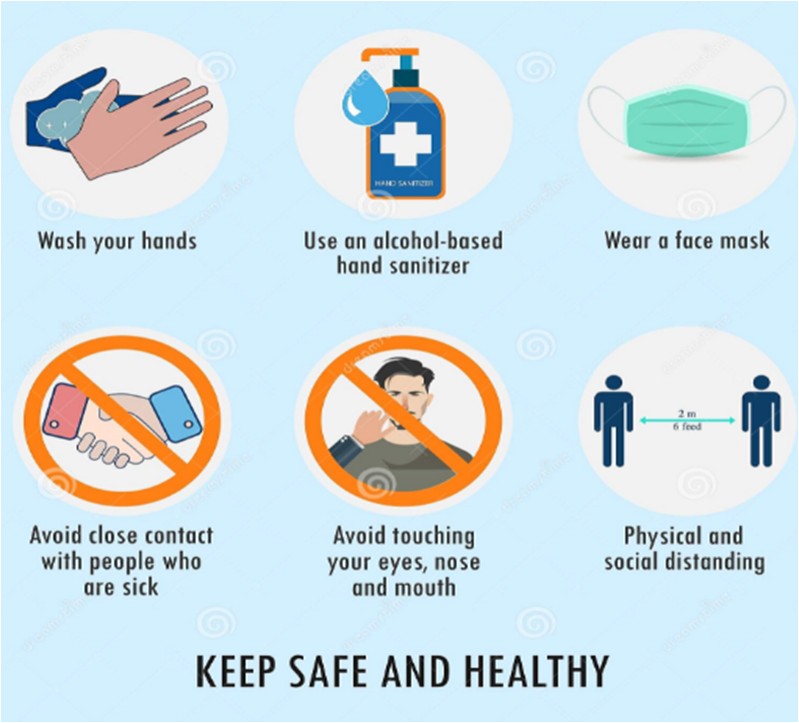 HAND SANITIZER
Wash your hands
Use an alcohol-based
hand sanitizer
Wear a face mask
2 m
6 feed
Avoid close contact
with people who
are sick
Avoid touching
your eyes, nose
and mouth
Physical and
social distanding
KEEP SAFE AND HEALTHY